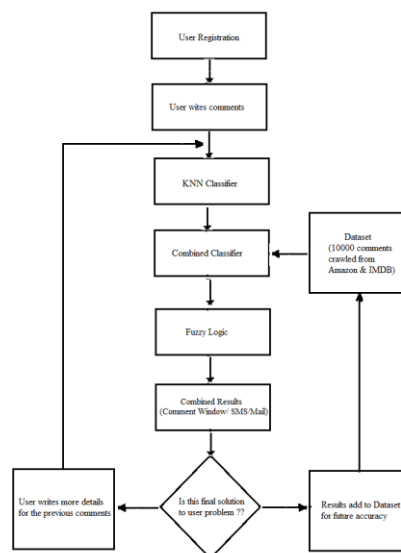 User Registration
User wites comments
KNN Classifier
Combined Classifier
Dataset
(10000 comments
crawled from
Amazon & IMDB)
Fuzzy Logic
Combined Results
(Comment Window/ SMS/Mail)
Is this final solution
to user problem ??
User writes more details
for the previous comments
Results add to Dataset
for future accuracy